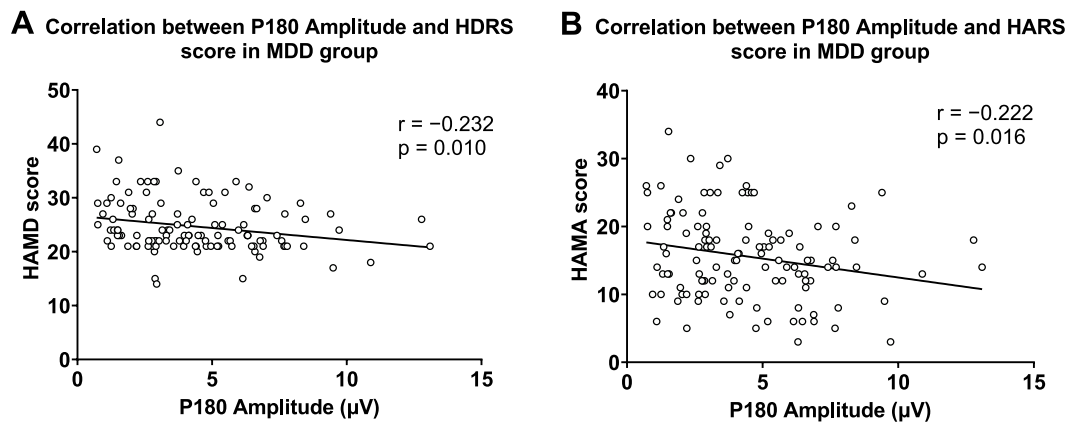 A Correlation between P180 Amplitude and HDRS
score in MDD group
r = −0.232
p = 0.010
HAMD score
50
40
30
20
10
0
0 5 10 15
P180 Amplitude (µV)
B Correlation between P180 Amplitude and HARS
score in MDD group
r = −0.222
p = 0.016
HAMA score
40
30
20
10
0
0 5 10 15
P180 Amplitude (µV)